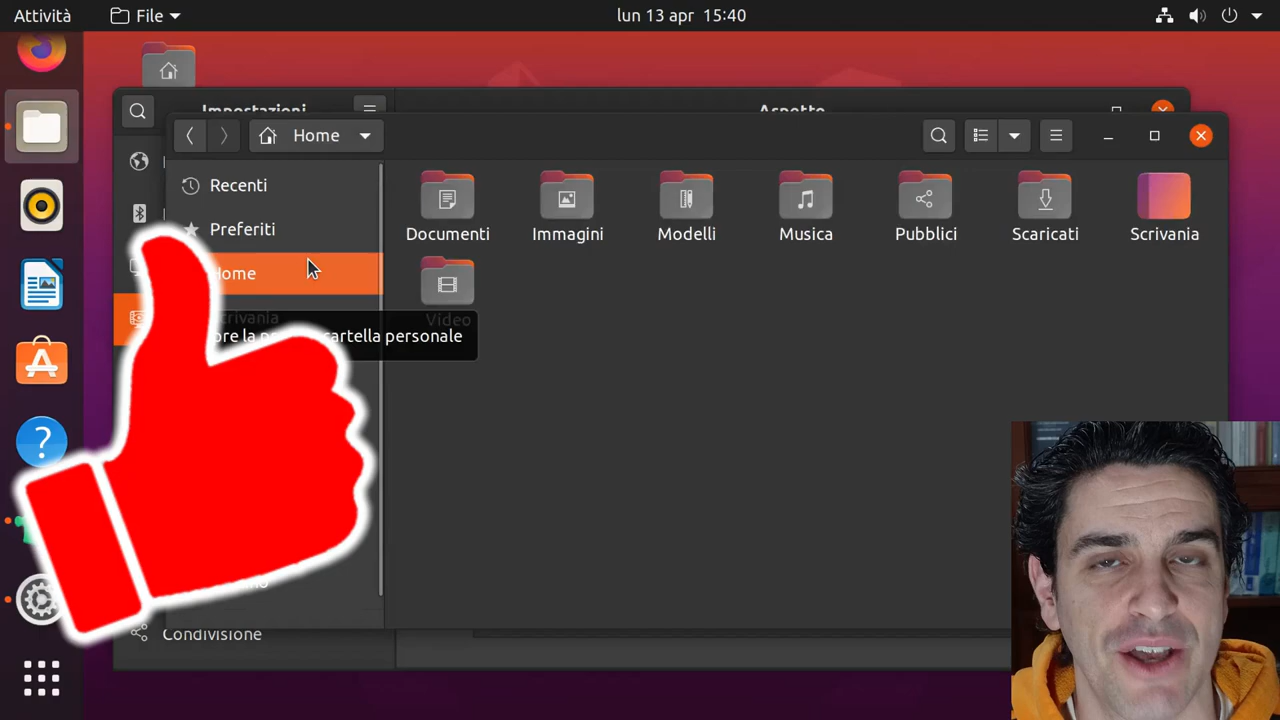 Attività
File
lun 13 apr 15:40
Impostazioni
Aspetto
Home
Recenti
Preferiti
Home
Scrivania
cartella personale
Documenti
Immagini
Modelli
Musica
Pubblici
Scaricati
Scrivania
Video
Condivisione